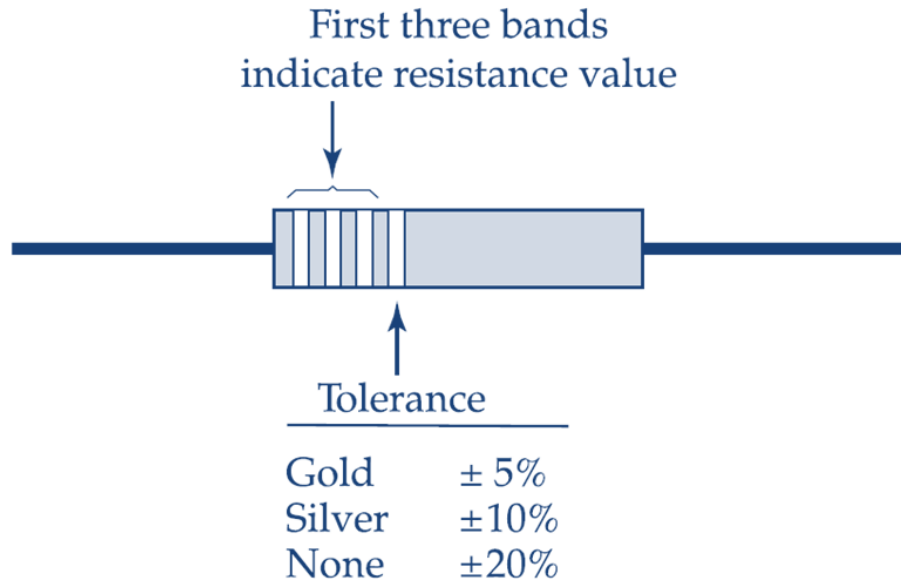 First three bands
indicate resistance value
Tolerance
Gold ± 5%
Silver ±10%
None ±20%